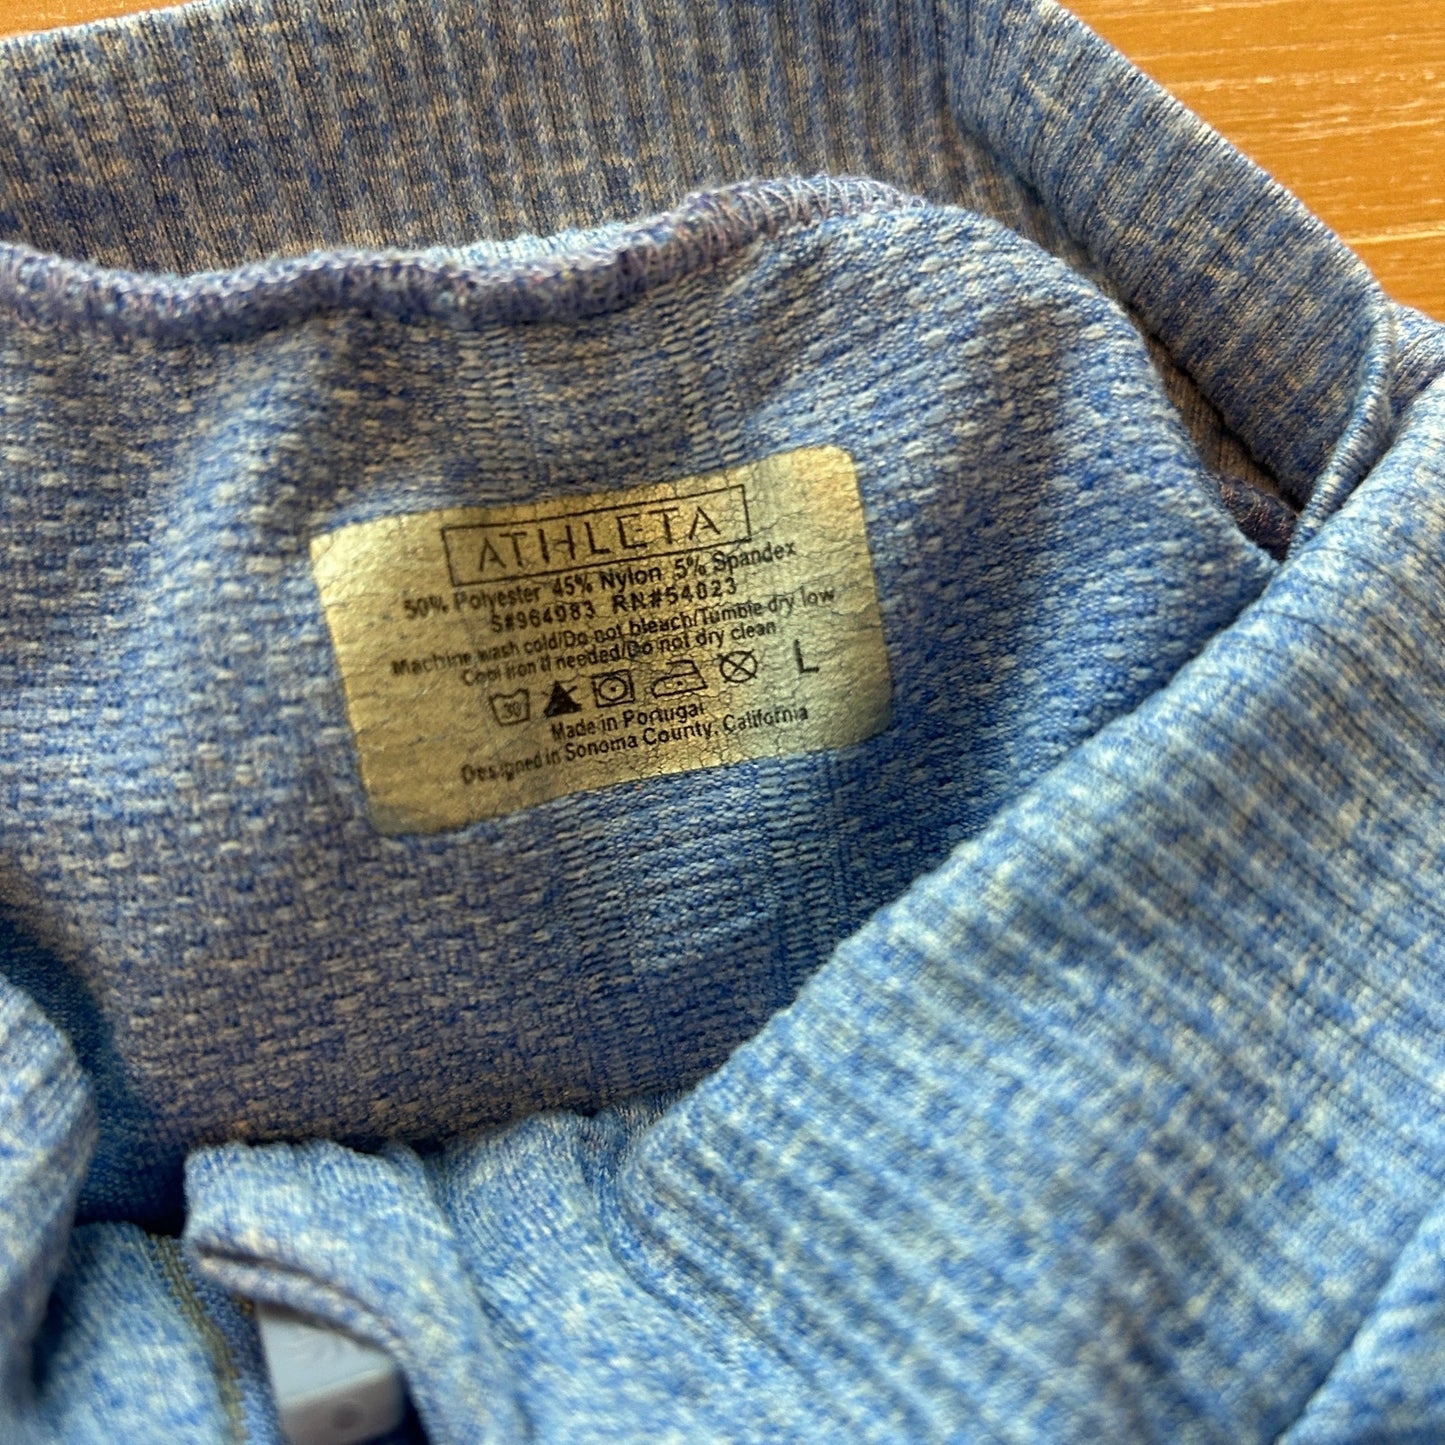 ATHLETA
50% Polyester 45% Nylon 5% Spandex
S#964983 RN#54023
Machine wash cold/Do not bleach/Tumble dry low
Cool iron if needed/Do not dry clean
30 L
Made in Portugal
Designed in Sonoma County, California